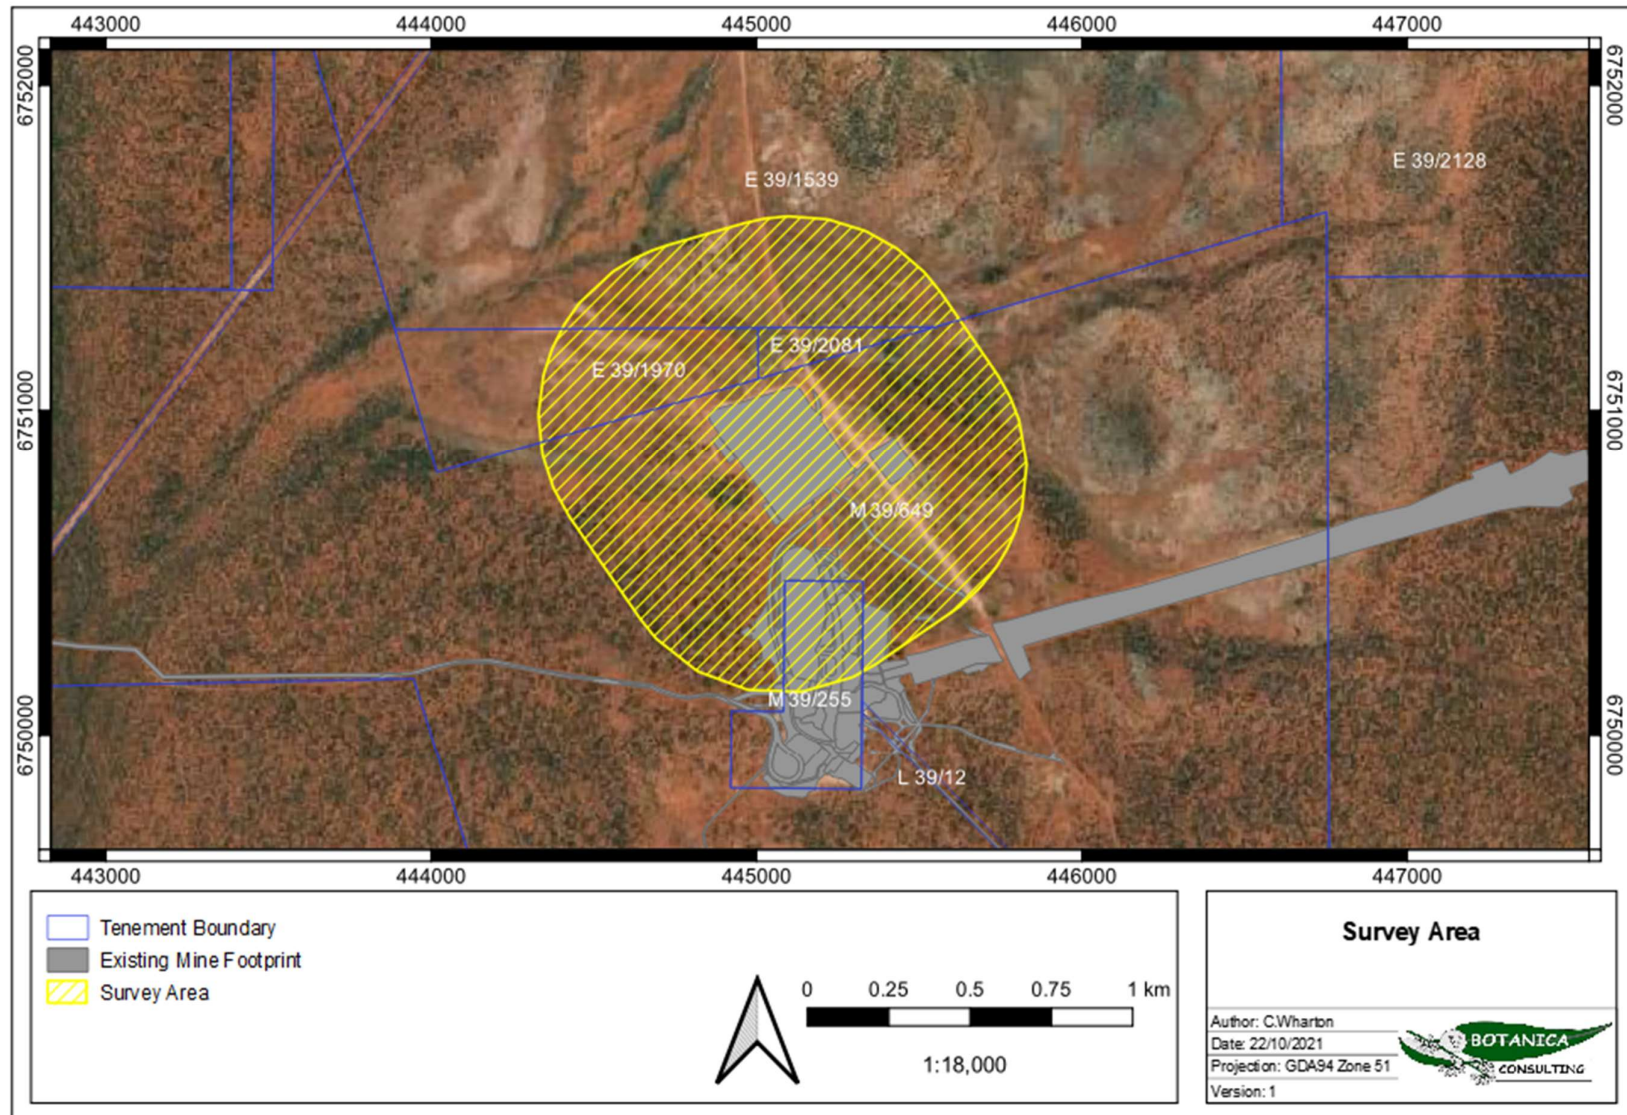 443000 444000 445000 446000 447000
6752000
6752000
E 39/2128
E 39/1539
E 39/2081
E 39/1970
6751000
6751000
M 39/649
M 39/255
6750000
6750000
L 39/12
443000 444000 445000 446000 447000
Tenement Boundary
Existing Mine Footprint
Survey Area
0 0.25 0.5 0.75 1 km
1:18,000
Survey Area
Author: C.Wharton
Date: 22/10/2021
Projection: GDA94 Zone 51
Version: 1
BOTANICA
CONSULTING